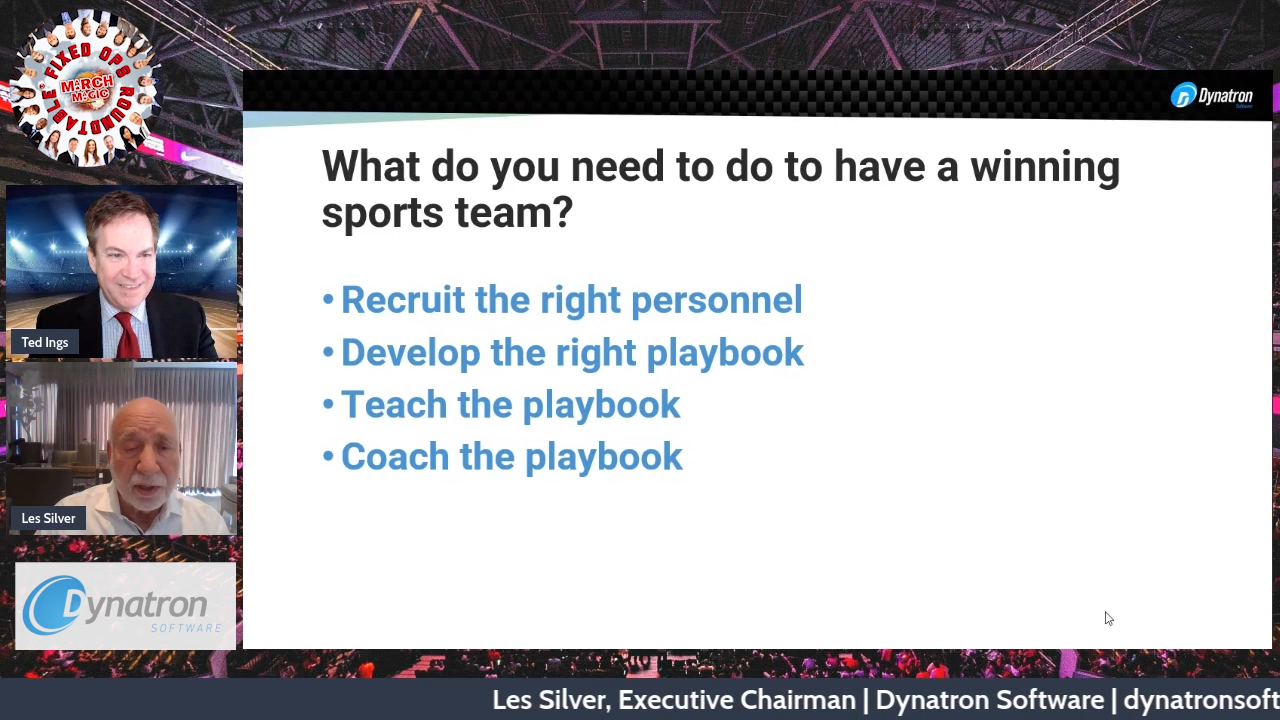 FIXED OPS ROUNDTABLE
MARCH
MAGIC
Dynatron
Software
What do you need to do to have a winning
sports team?
• Recruit the right personnel
• Develop the right playbook
• Teach the playbook
• Coach the playbook
Ted Ings
Les Silver
Dynatron
SOFTWARE
Les Silver, Executive Chairman | Dynatron Software | dynatronsoft